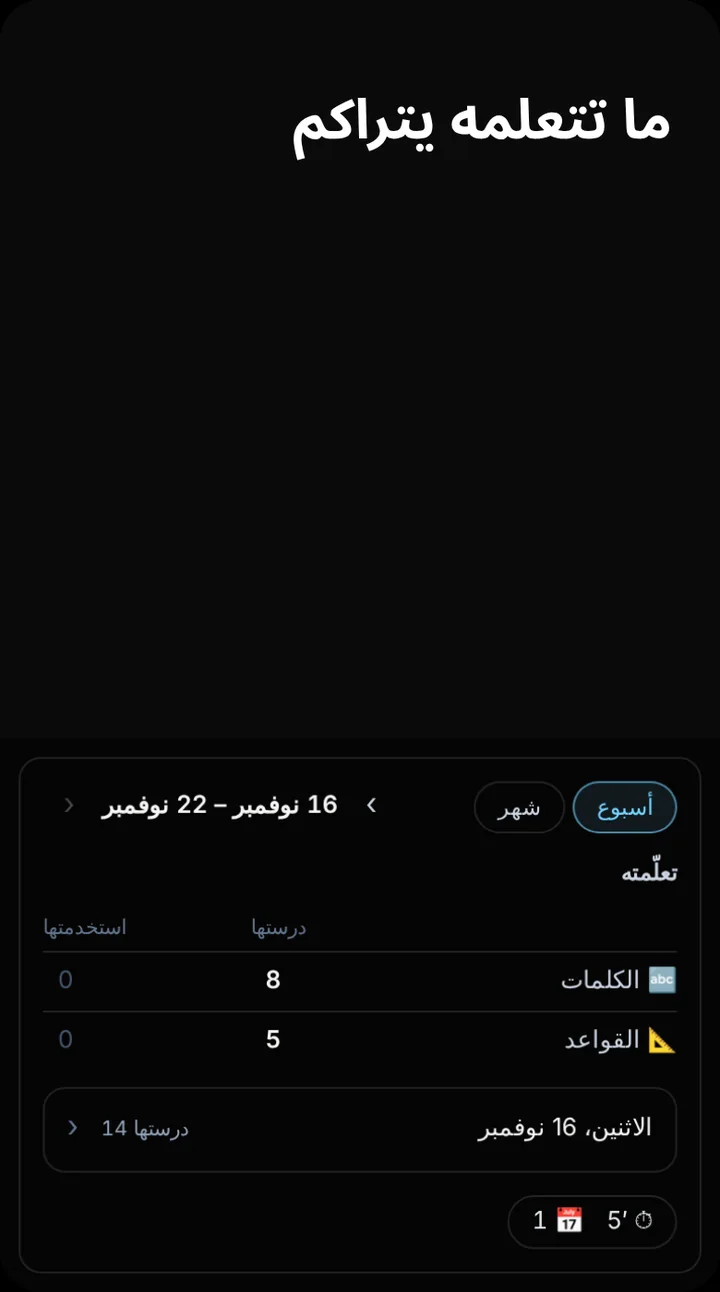 ما تتعلمه يتراكم
أسبوع شهر › 16 نوفمبر – 22 نوفمبر ‹
تعلّمته
درستها استخدمتها
🔤 الكلمات 8 0
📐 القواعد 5 0
الاثنين، 16 نوفمبر درستها 14 ‹
⏱ 5′ 📅 1